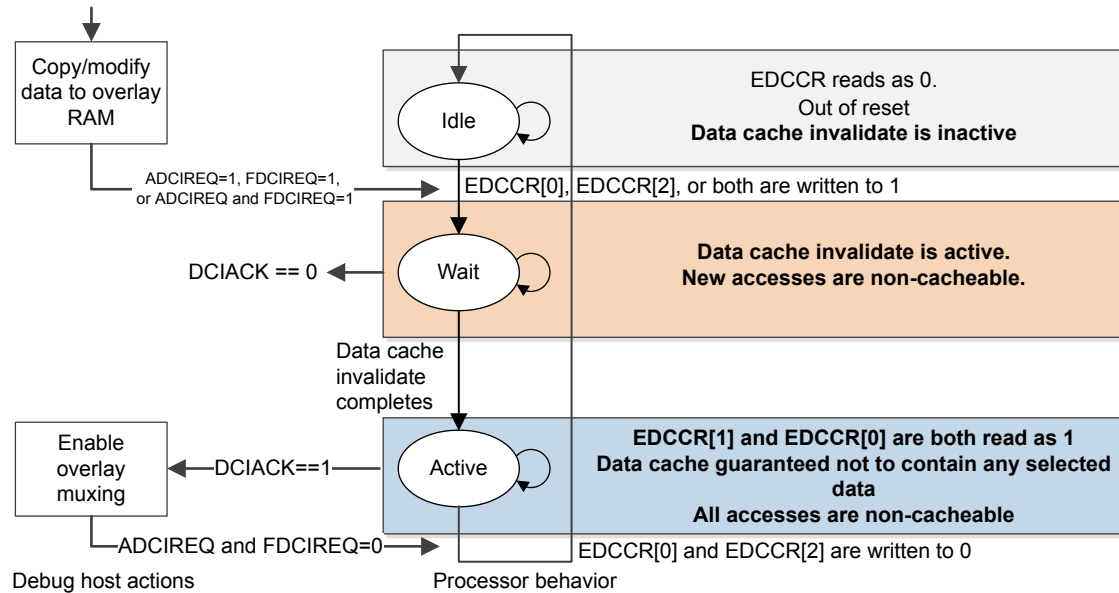 Copy/modify
data to overlay
RAM
Idle
EDCCR reads as 0.
Out of reset
Data cache invalidate is inactive
ADCIREQ=1, FDCIREQ=1,
or ADCIREQ and FDCIREQ=1
EDCCR[0], EDCCR[2], or both are written to 1
DCIACK == 0
Wait
Data cache invalidate is active.
New accesses are non-cacheable.
Data cache
invalidate
completes
Enable
overlay
muxing
DCIACK==1
Active
EDCCR[1] and EDCCR[0] are both read as 1
Data cache guaranteed not to contain any selected
data
All accesses are non-cacheable
ADCIREQ and FDCIREQ=0
EDCCR[0] and EDCCR[2] are written to 0
Debug host actions
Processor behavior